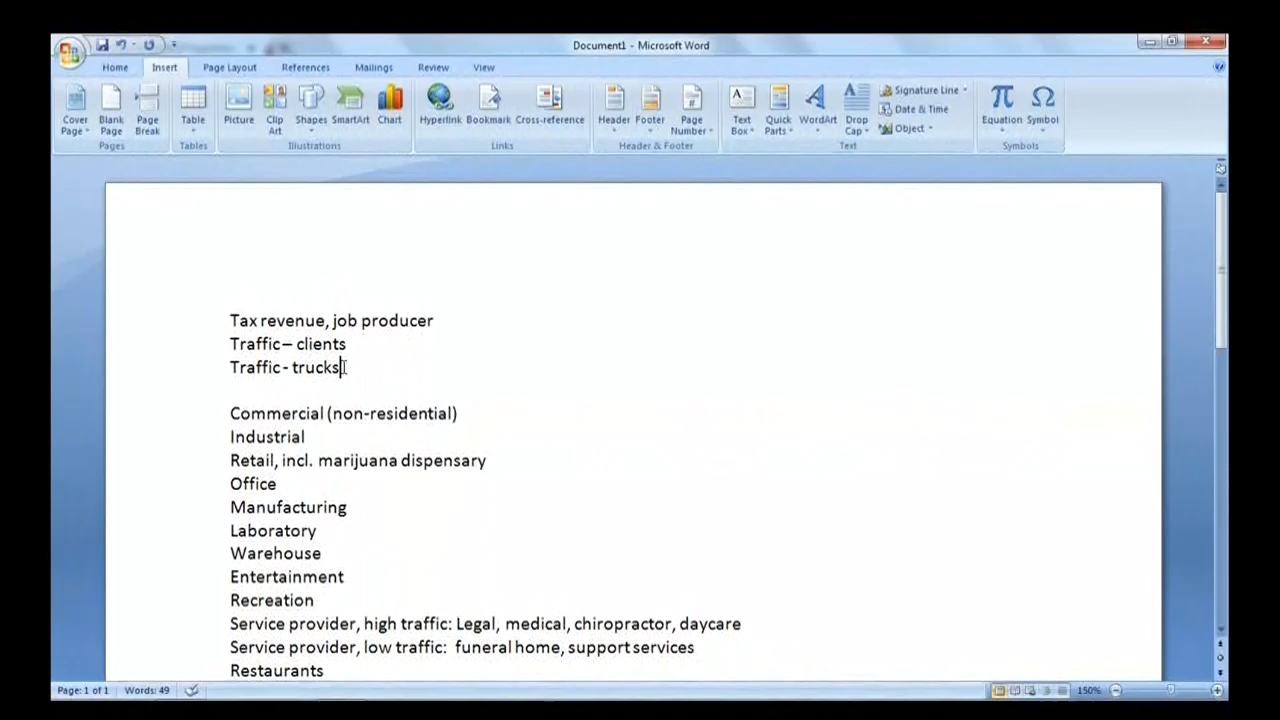 Document1 - Microsoft Word
Home Insert Page Layout References Mailings Review View
Cover Page Blank Page Page Break Table Picture Clip Art Shapes SmartArt Chart Hyperlink Bookmark Cross-reference Header Footer Page Number Text Box Quick Parts WordArt Drop Cap Signature Line Date & Time Object Equation Symbol
Pages Tables Illustrations Links Header & Footer Text Symbols
Tax revenue, job producer
Traffic – clients
Traffic - trucks
Commercial (non-residential)
Industrial
Retail, incl. marijuana dispensary
Office
Manufacturing
Laboratory
Warehouse
Entertainment
Recreation
Service provider, high traffic: Legal, medical, chiropractor, daycare
Service provider, low traffic: funeral home, support services
Restaurants
Page: 1 of 1 Words: 49 150%